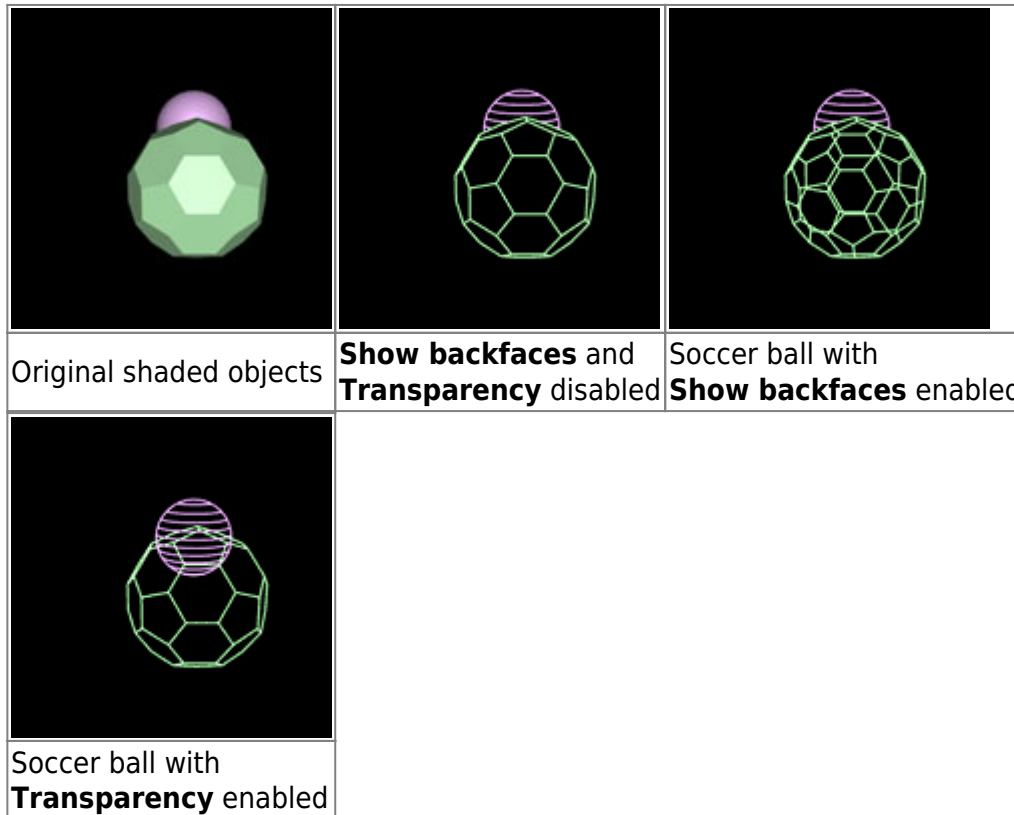 Original shaded objects
Show backfaces and
Transparency disabled
Soccer ball with
Show backfaces enabled
Soccer ball with
Transparency enabled